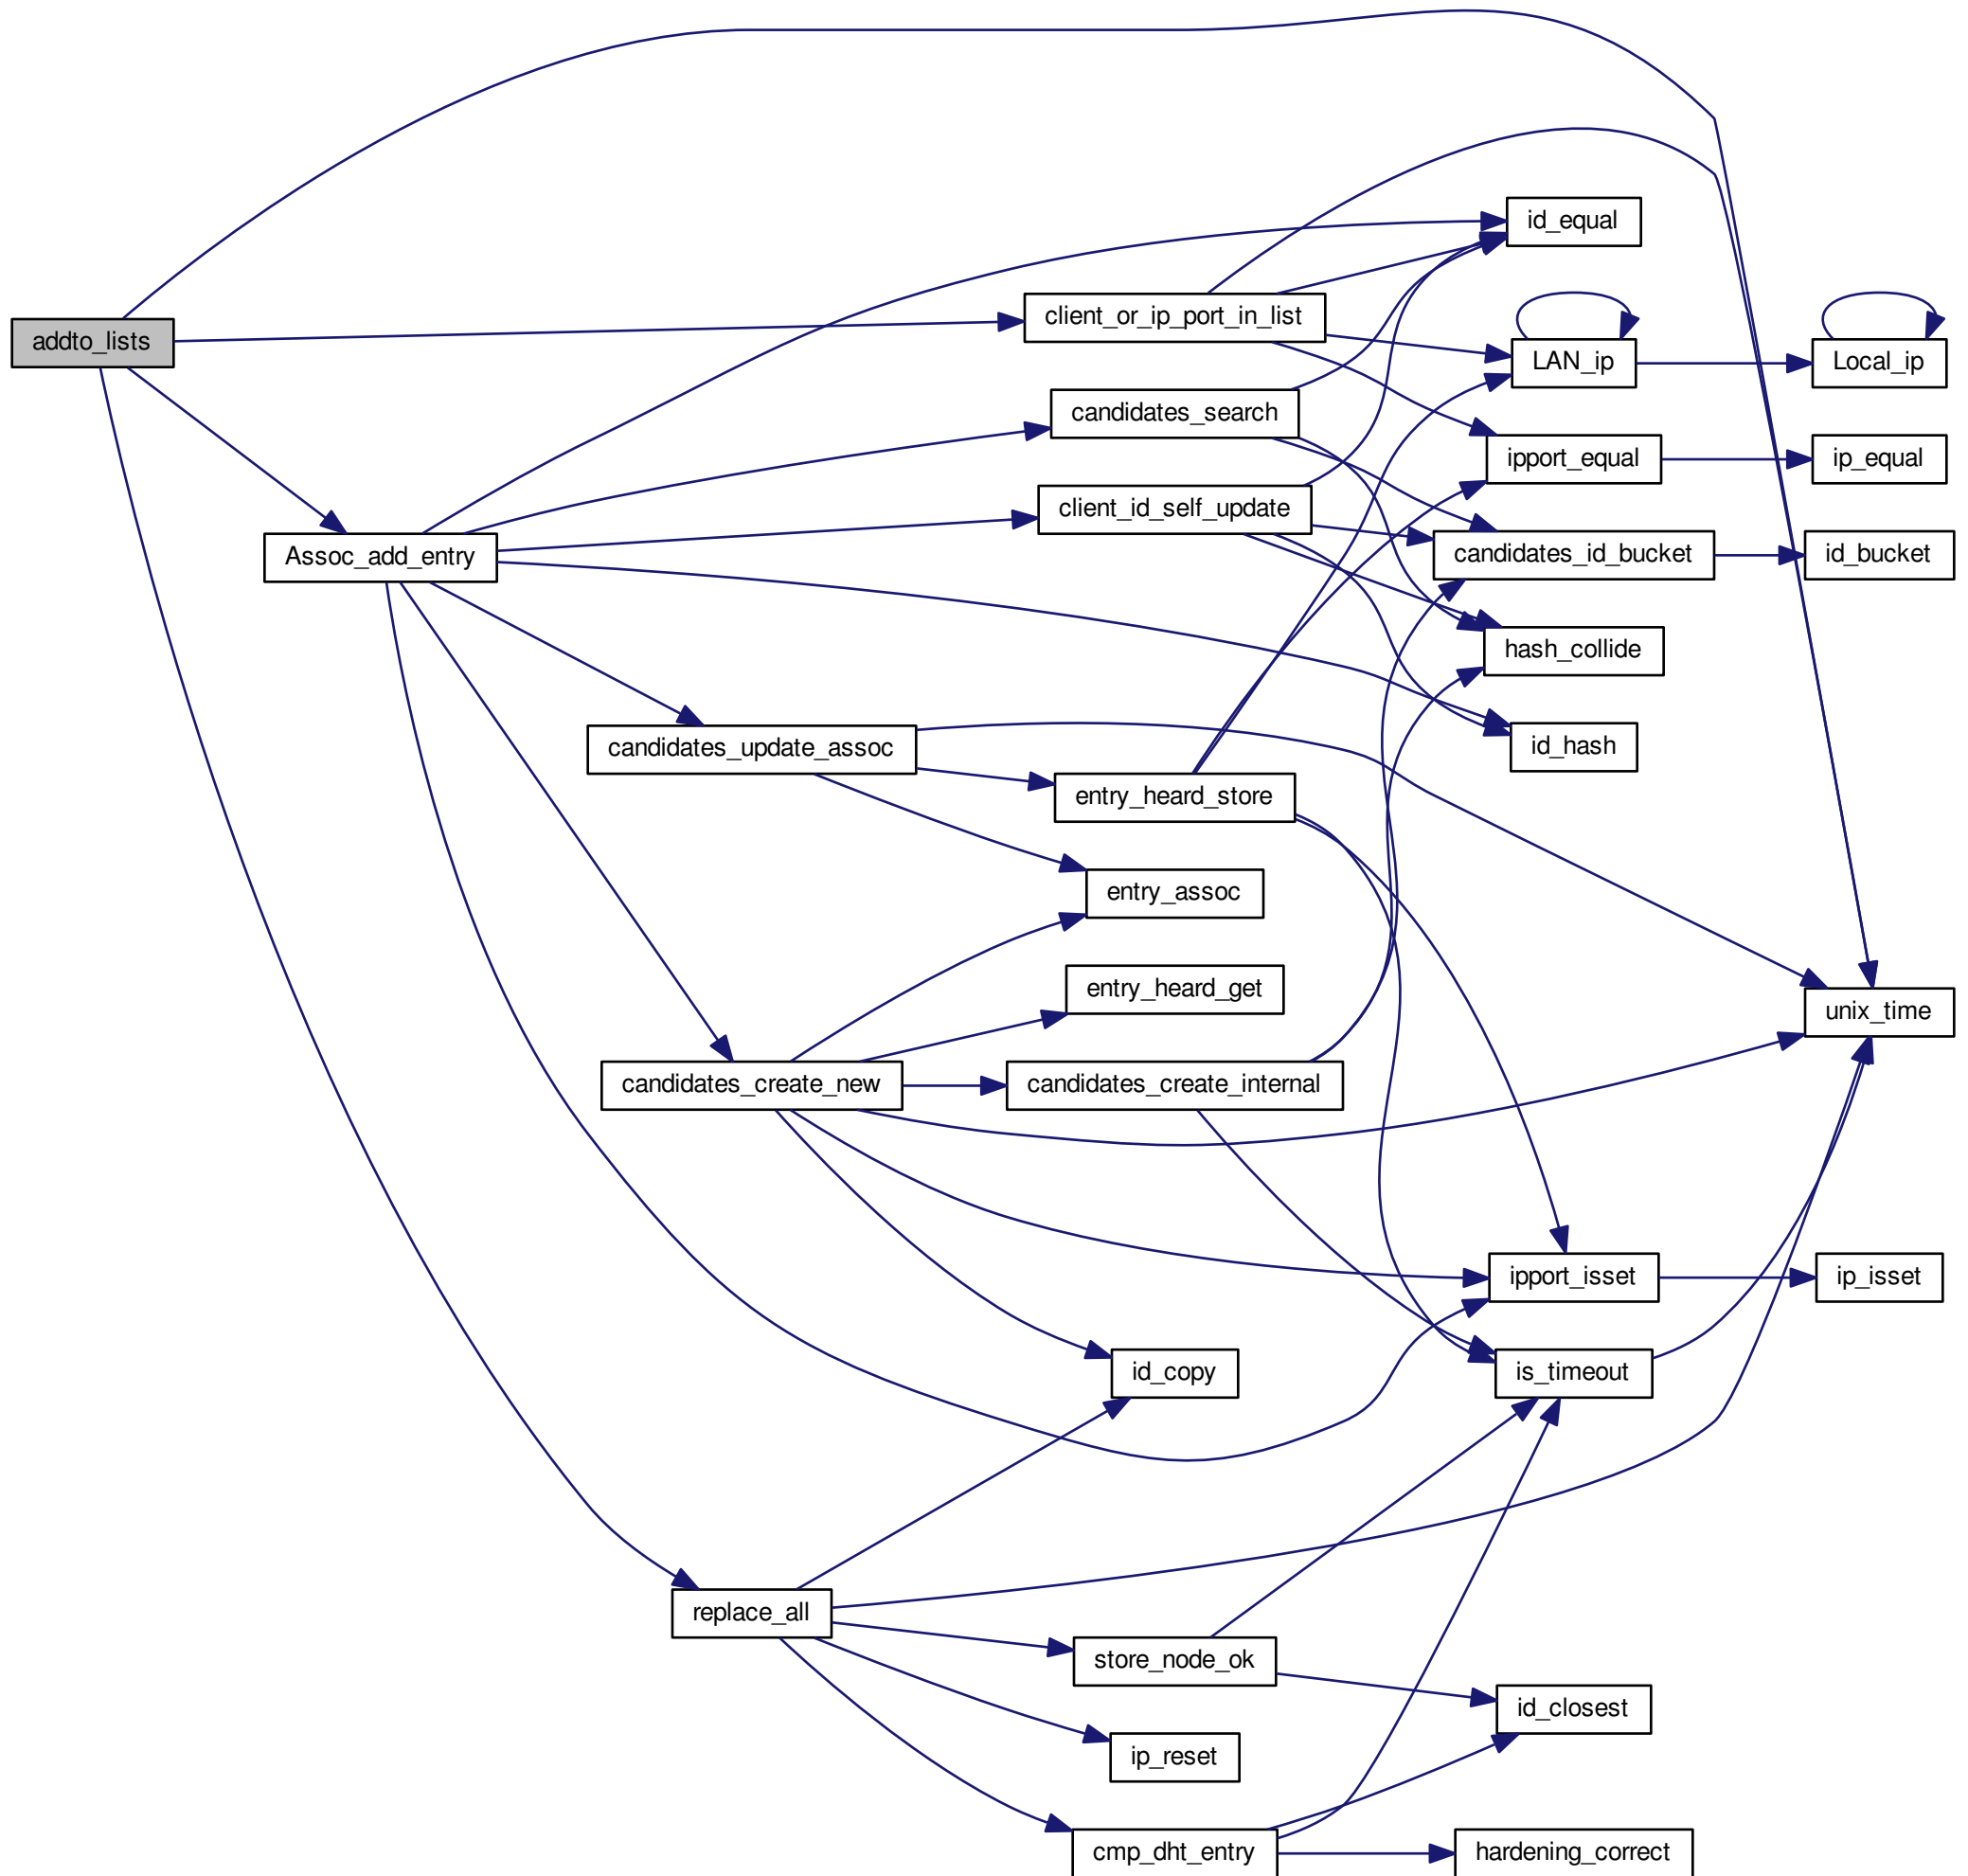 id_equal
client_or_ip_port_in_list
addto_lists
LAN_ip
Local_ip
candidates_search
ipport_equal
ip_equal
client_id_self_update
Assoc_add_entry
candidates_id_bucket
id_bucket
hash_collide
candidates_update_assoc
id_hash
entry_heard_store
entry_assoc
entry_heard_get
unix_time
candidates_create_new
candidates_create_internal
ipport_isset
ip_isset
id_copy
is_timeout
replace_all
store_node_ok
id_closest
ip_reset
cmp_dht_entry
hardening_correct